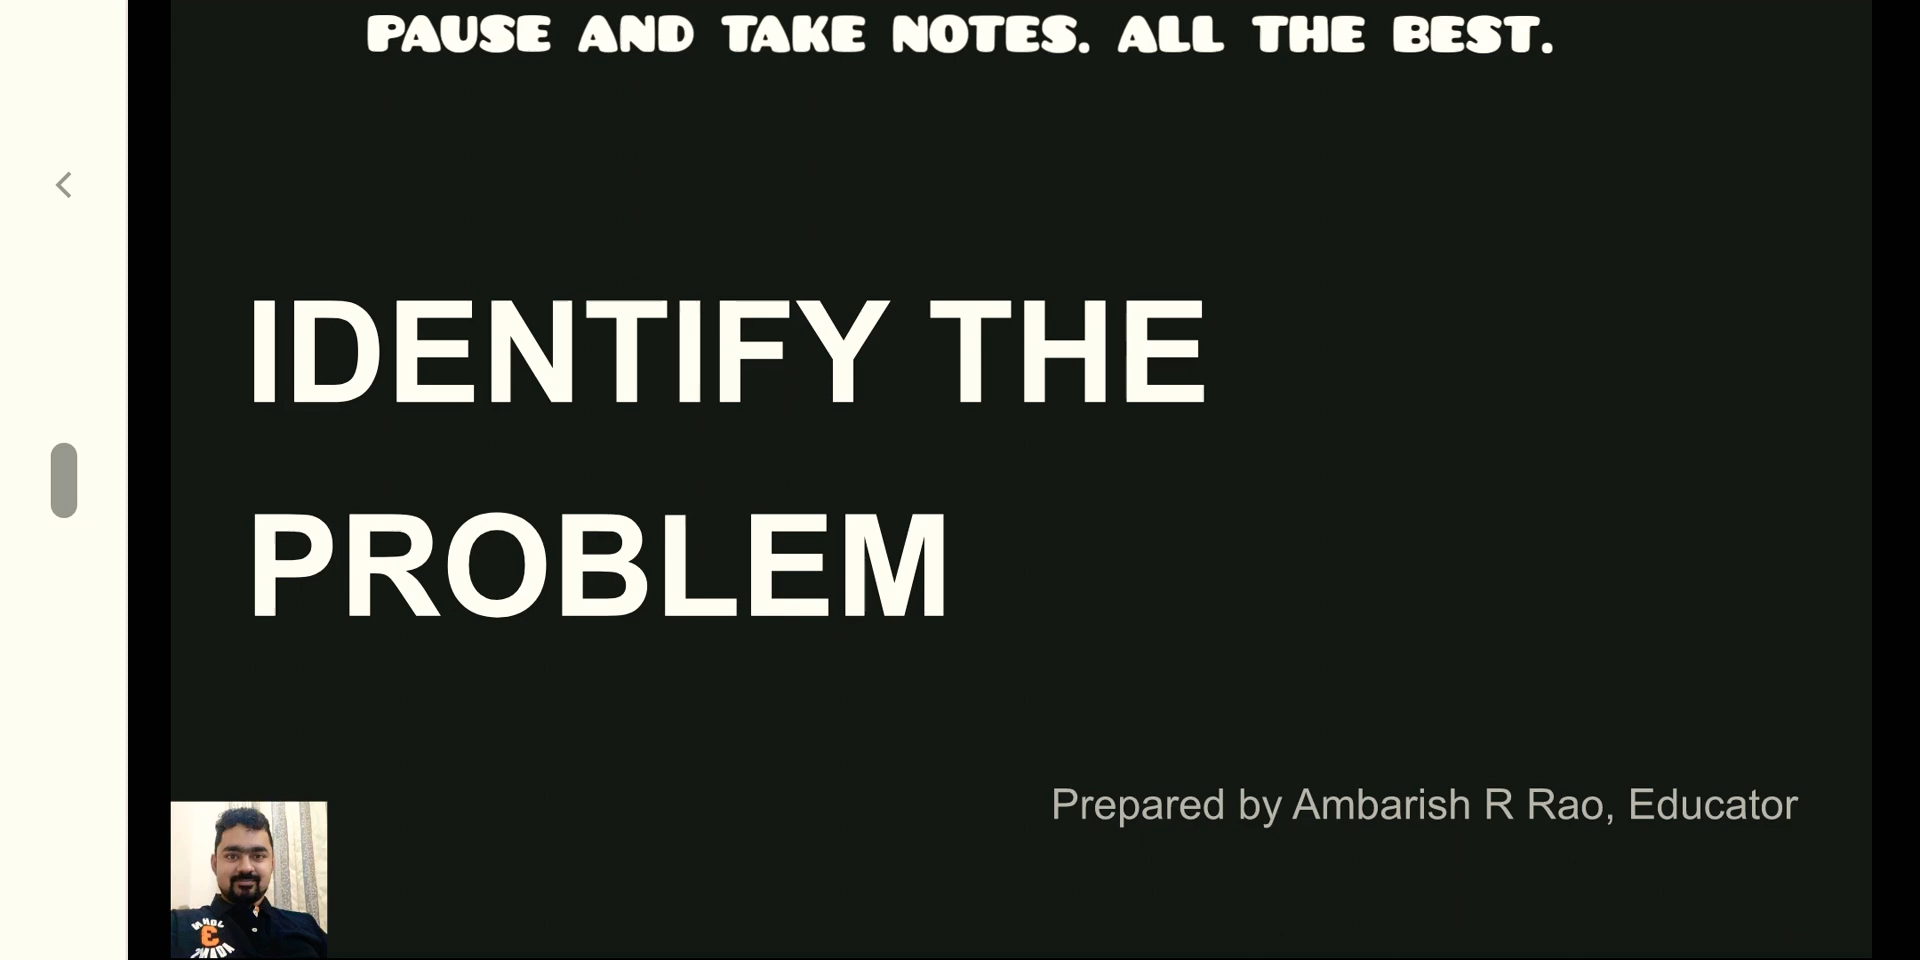 PAUSE AND TAKE NOTES. ALL THE BEST.
IDENTIFY THE
PROBLEM
Prepared by Ambarish R Rao, Educator